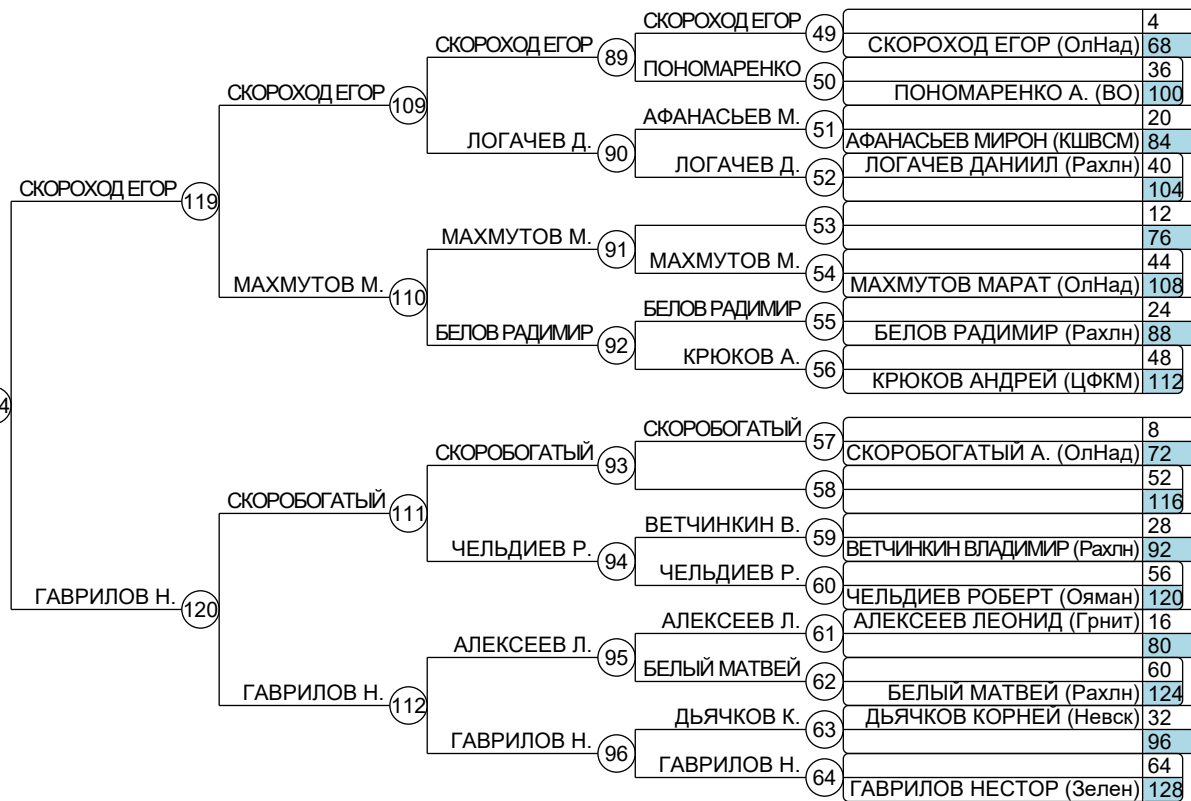 СКОРОХОД ЕГОР 49 4
СКОРОХОД ЕГОР 89 СКОРОХОД ЕГОР (ОлНад) 68
ПОНОМАРЕНКО 50 36
СКОРОХОД ЕГОР 109 ПОНОМАРЕНКО А. (ВО) 100
АФАНАСЬЕВ М. 51 20
ЛОГАЧЕВ Д. 90 АФАНАСЬЕВ МИРОН (КШВСМ) 84
ЛОГАЧЕВ Д. 52 ЛОГАЧЕВ ДАНИИЛ (Рахлн) 40
СКОРОХОД ЕГОР 119 104
53 12
МАХМУТОВ М. 91 76
МАХМУТОВ М. 54 44
МАХМУТОВ М. 110 МАХМУТОВ МАРАТ (ОлНад) 108
БЕЛОВ РАДИМИР 55 24
БЕЛОВ РАДИМИР 92 БЕЛОВ РАДИМИР (Рахлн) 88
КРЮКОВ А. 56 48
КРЮКОВ АНДРЕЙ (ЦФКМ) 112
4
СКОРОБОГАТЫЙ 57 8
СКОРОБОГАТЫЙ 93 СКОРОБОГАТЫЙ А. (ОлНад) 72
58 52
СКОРОБОГАТЫЙ 111 116
ВЕТЧИНКИН В. 59 28
ЧЕЛЬДИЕВ Р. 94 ВЕТЧИНКИН ВЛАДИМИР (Рахлн) 92
ЧЕЛЬДИЕВ Р. 60 56
ГАВРИЛОВ Н. 120 ЧЕЛЬДИЕВ РОБЕРТ (Ояман) 120
АЛЕКСЕЕВ Л. 61 АЛЕКСЕЕВ ЛЕОНИД (Грнит) 16
АЛЕКСЕЕВ Л. 95 80
БЕЛЫЙ МАТВЕЙ 62 60
ГАВРИЛОВ Н. 112 БЕЛЫЙ МАТВЕЙ (Рахлн) 124
ДЬЯЧКОВ К. 63 ДЬЯЧКОВ КОРНЕЙ (Невск) 32
ГАВРИЛОВ Н. 96 96
ГАВРИЛОВ Н. 64 64
ГАВРИЛОВ НЕСТОР (Зелен) 128